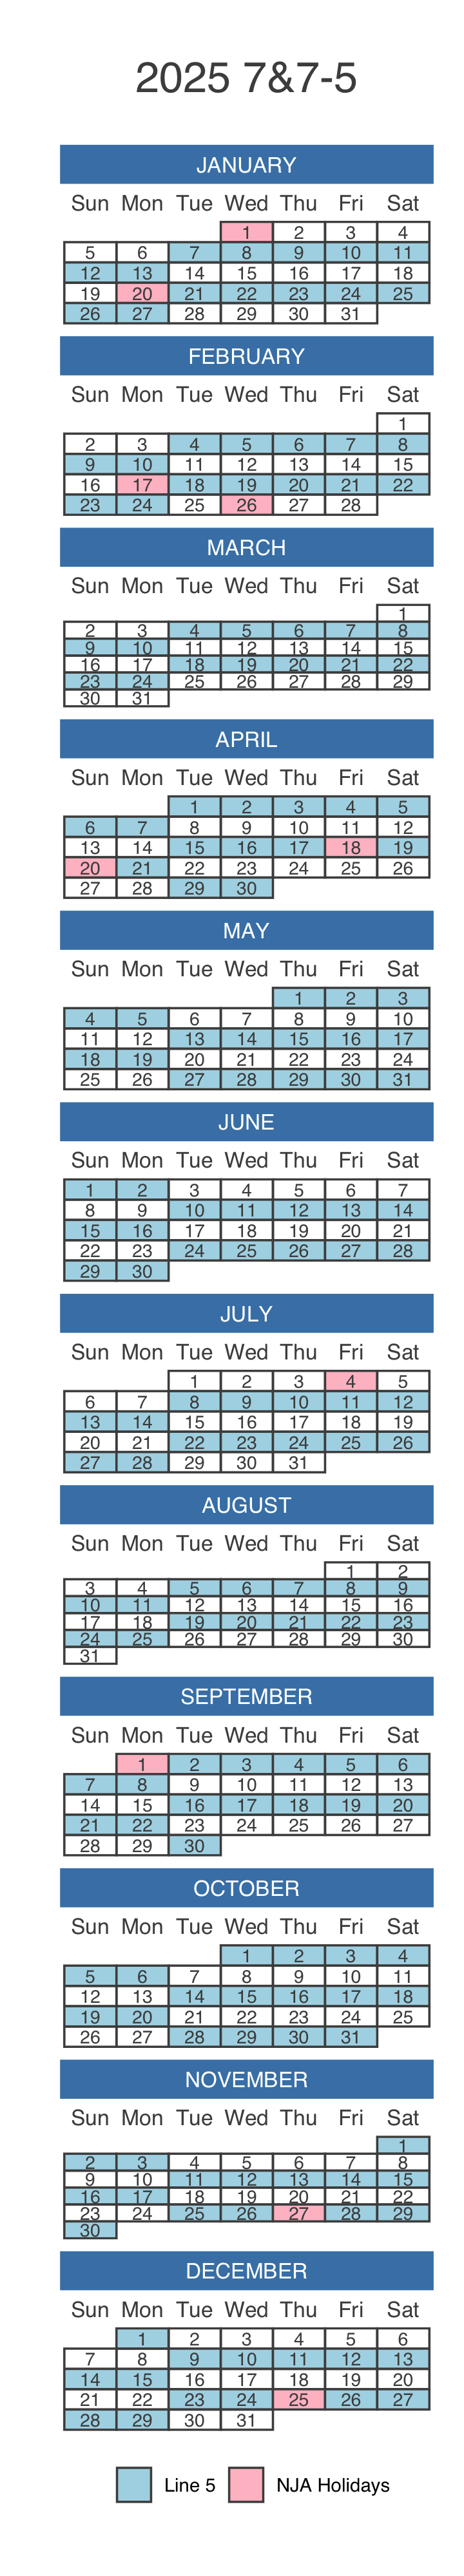 2025 7&7-5
JANUARY
Sun Mon Tue Wed Thu Fri Sat
1 2 3 4
5 6 7 8 9 10 11
12 13 14 15 16 17 18
19 20 21 22 23 24 25
26 27 28 29 30 31
FEBRUARY
Sun Mon Tue Wed Thu Fri Sat
1
2 3 4 5 6 7 8
9 10 11 12 13 14 15
16 17 18 19 20 21 22
23 24 25 26 27 28
MARCH
Sun Mon Tue Wed Thu Fri Sat
1
2 3 4 5 6 7 8
9 10 11 12 13 14 15
16 17 18 19 20 21 22
23 24 25 26 27 28 29
30 31
APRIL
Sun Mon Tue Wed Thu Fri Sat
1 2 3 4 5
6 7 8 9 10 11 12
13 14 15 16 17 18 19
20 21 22 23 24 25 26
27 28 29 30
MAY
Sun Mon Tue Wed Thu Fri Sat
1 2 3
4 5 6 7 8 9 10
11 12 13 14 15 16 17
18 19 20 21 22 23 24
25 26 27 28 29 30 31
JUNE
Sun Mon Tue Wed Thu Fri Sat
1 2 3 4 5 6 7
8 9 10 11 12 13 14
15 16 17 18 19 20 21
22 23 24 25 26 27 28
29 30
JULY
Sun Mon Tue Wed Thu Fri Sat
1 2 3 4 5
6 7 8 9 10 11 12
13 14 15 16 17 18 19
20 21 22 23 24 25 26
27 28 29 30 31
AUGUST
Sun Mon Tue Wed Thu Fri Sat
1 2
3 4 5 6 7 8 9
10 11 12 13 14 15 16
17 18 19 20 21 22 23
24 25 26 27 28 29 30
31
SEPTEMBER
Sun Mon Tue Wed Thu Fri Sat
1 2 3 4 5 6
7 8 9 10 11 12 13
14 15 16 17 18 19 20
21 22 23 24 25 26 27
28 29 30
OCTOBER
Sun Mon Tue Wed Thu Fri Sat
1 2 3 4
5 6 7 8 9 10 11
12 13 14 15 16 17 18
19 20 21 22 23 24 25
26 27 28 29 30 31
NOVEMBER
Sun Mon Tue Wed Thu Fri Sat
1
2 3 4 5 6 7 8
9 10 11 12 13 14 15
16 17 18 19 20 21 22
23 24 25 26 27 28 29
30
DECEMBER
Sun Mon Tue Wed Thu Fri Sat
1 2 3 4 5 6
7 8 9 10 11 12 13
14 15 16 17 18 19 20
21 22 23 24 25 26 27
28 29 30 31
Line 5 NJA Holidays